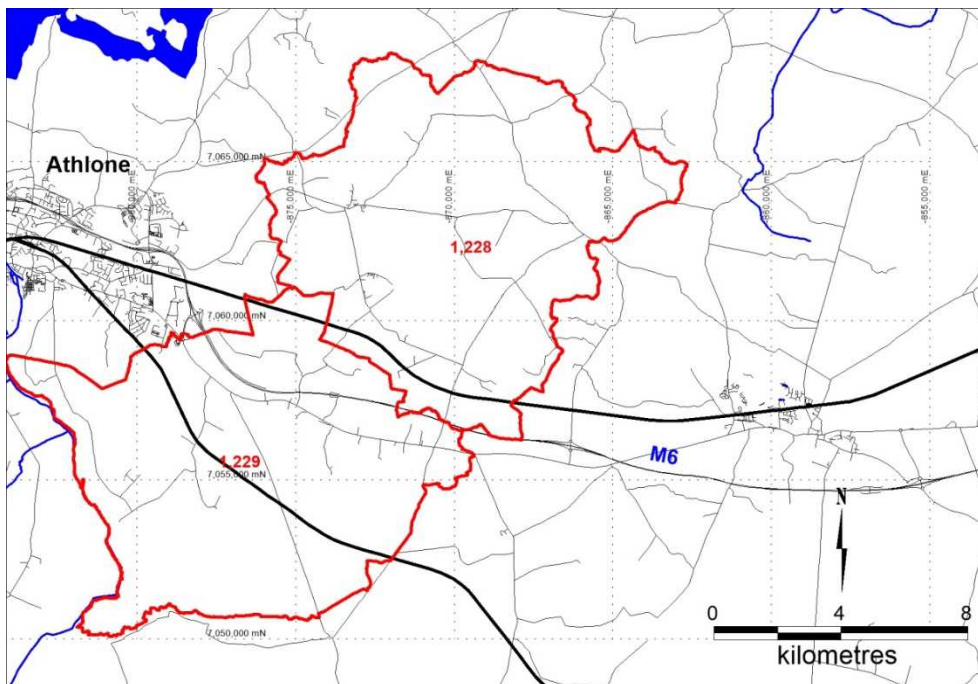 Athlone
7,065,000 mN
-875,000 mE
-870,000 mE
-865,000 mE
-860,000 mE
-855,000 mE
1,228
7,060,000 mN
1,229
7,055,000 mN
M6
N
7,050,000 mN
0 4 8
kilometres